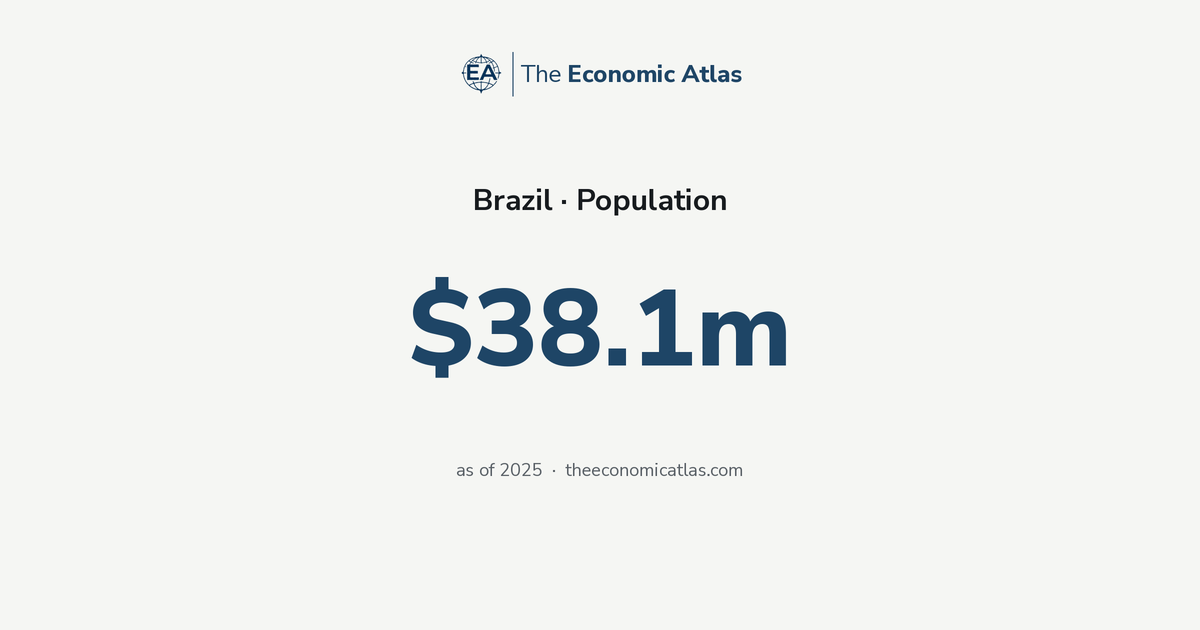 EA The Economic Atlas
Brazil · Population
$38.1m
as of 2025 · theeconomicatlas.com